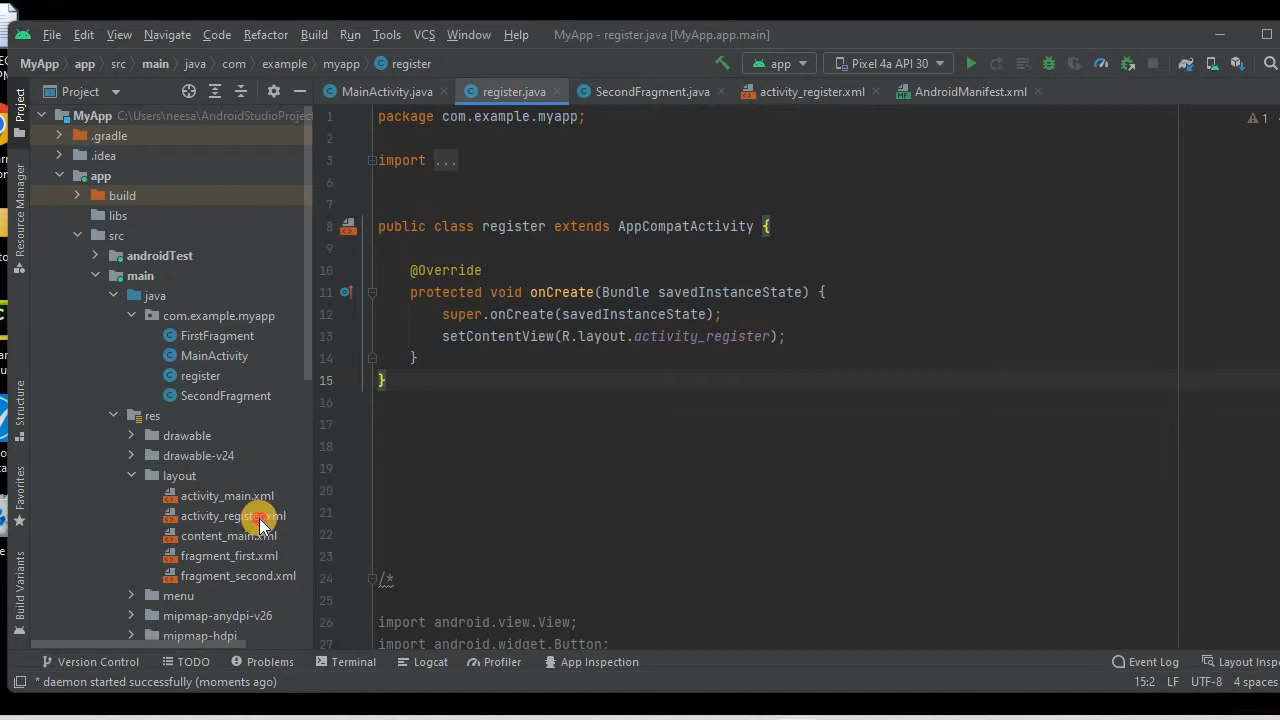 File Edit View Navigate Code Refactor Build Run Tools VCS Window Help MyApp - register.java [MyApp.app.main]
MyApp app src main java com example myapp register app Pixel 4a API 30
Project MainActivity.java register.java SecondFragment.java activity_register.xml AndroidManifest.xml
Project
Resource Manager
Structure
Favorites
Build Variants
MyApp C:\Users\neesa\AndroidStudioProjec
.gradle
.idea
app
build
libs
src
androidTest
main
java
com.example.myapp
FirstFragment
MainActivity
register
SecondFragment
res
drawable
drawable-v24
layout
activity_main.xml
content_main.xml
fragment_first.xml
fragment_second.xml
menu
mipmap-anydpi-v26
mipmap-hdpi
1 package com.example.myapp;
2
3 import ...
6
7
8 public class register extends AppCompatActivity {
9
10 @Override
11 protected void onCreate(Bundle savedInstanceState) {
12 super.onCreate(savedInstanceState);
13 setContentView(R.layout.activity_register);
14 }
15 }
16
17
18
19
20
21
22
23
24 /*
25
26 import android.view.View;
27 import android.widget.Button;
1
Version Control TODO Problems Terminal Logcat Profiler App Inspection Event Log Layout Inspe
* daemon started successfully (moments ago) 15:2 LF UTF-8 4 spaces